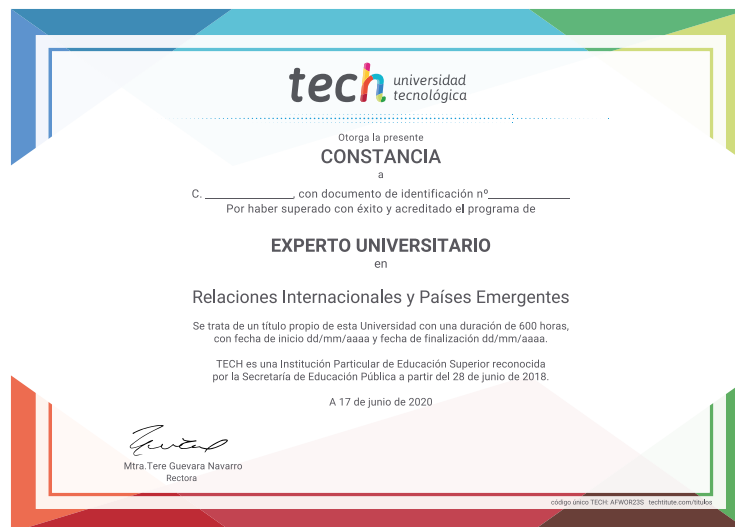 tech universidad
tecnológica
Otorga la presente
CONSTANCIA
a
C. ______________, con documento de identificación nº______________
Por haber superado con éxito y acreditado el programa de
EXPERTO UNIVERSITARIO
en
Relaciones Internacionales y Países Emergentes
Se trata de un título propio de esta Universidad con una duración de 600 horas,
con fecha de inicio dd/mm/aaaa y fecha de finalización dd/mm/aaaa.
TECH es una Institución Particular de Educación Superior reconocida
por la Secretaría de Educación Pública a partir del 28 de junio de 2018.
A 17 de junio de 2020
Mtra.Tere Guevara Navarro
Rectora
código único TECH: AFWOR23S techtitute.com/titulos